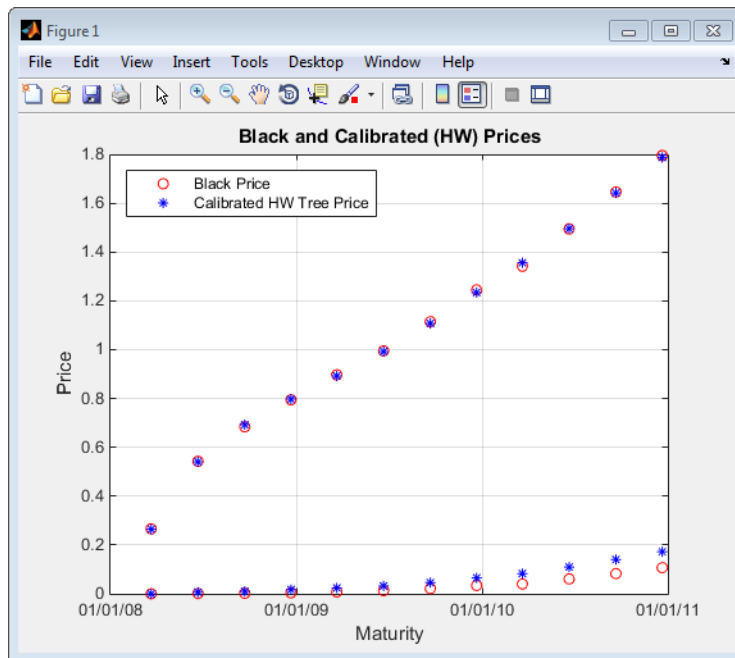 Figure 1
File Edit View Insert Tools Desktop Window Help
Black and Calibrated (HW) Prices
Black Price
Calibrated HW Tree Price
1.8
1.6
1.4
1.2
1
0.8
0.6
0.4
0.2
0
Price
01/01/08 01/01/09 01/01/10 01/01/11
Maturity